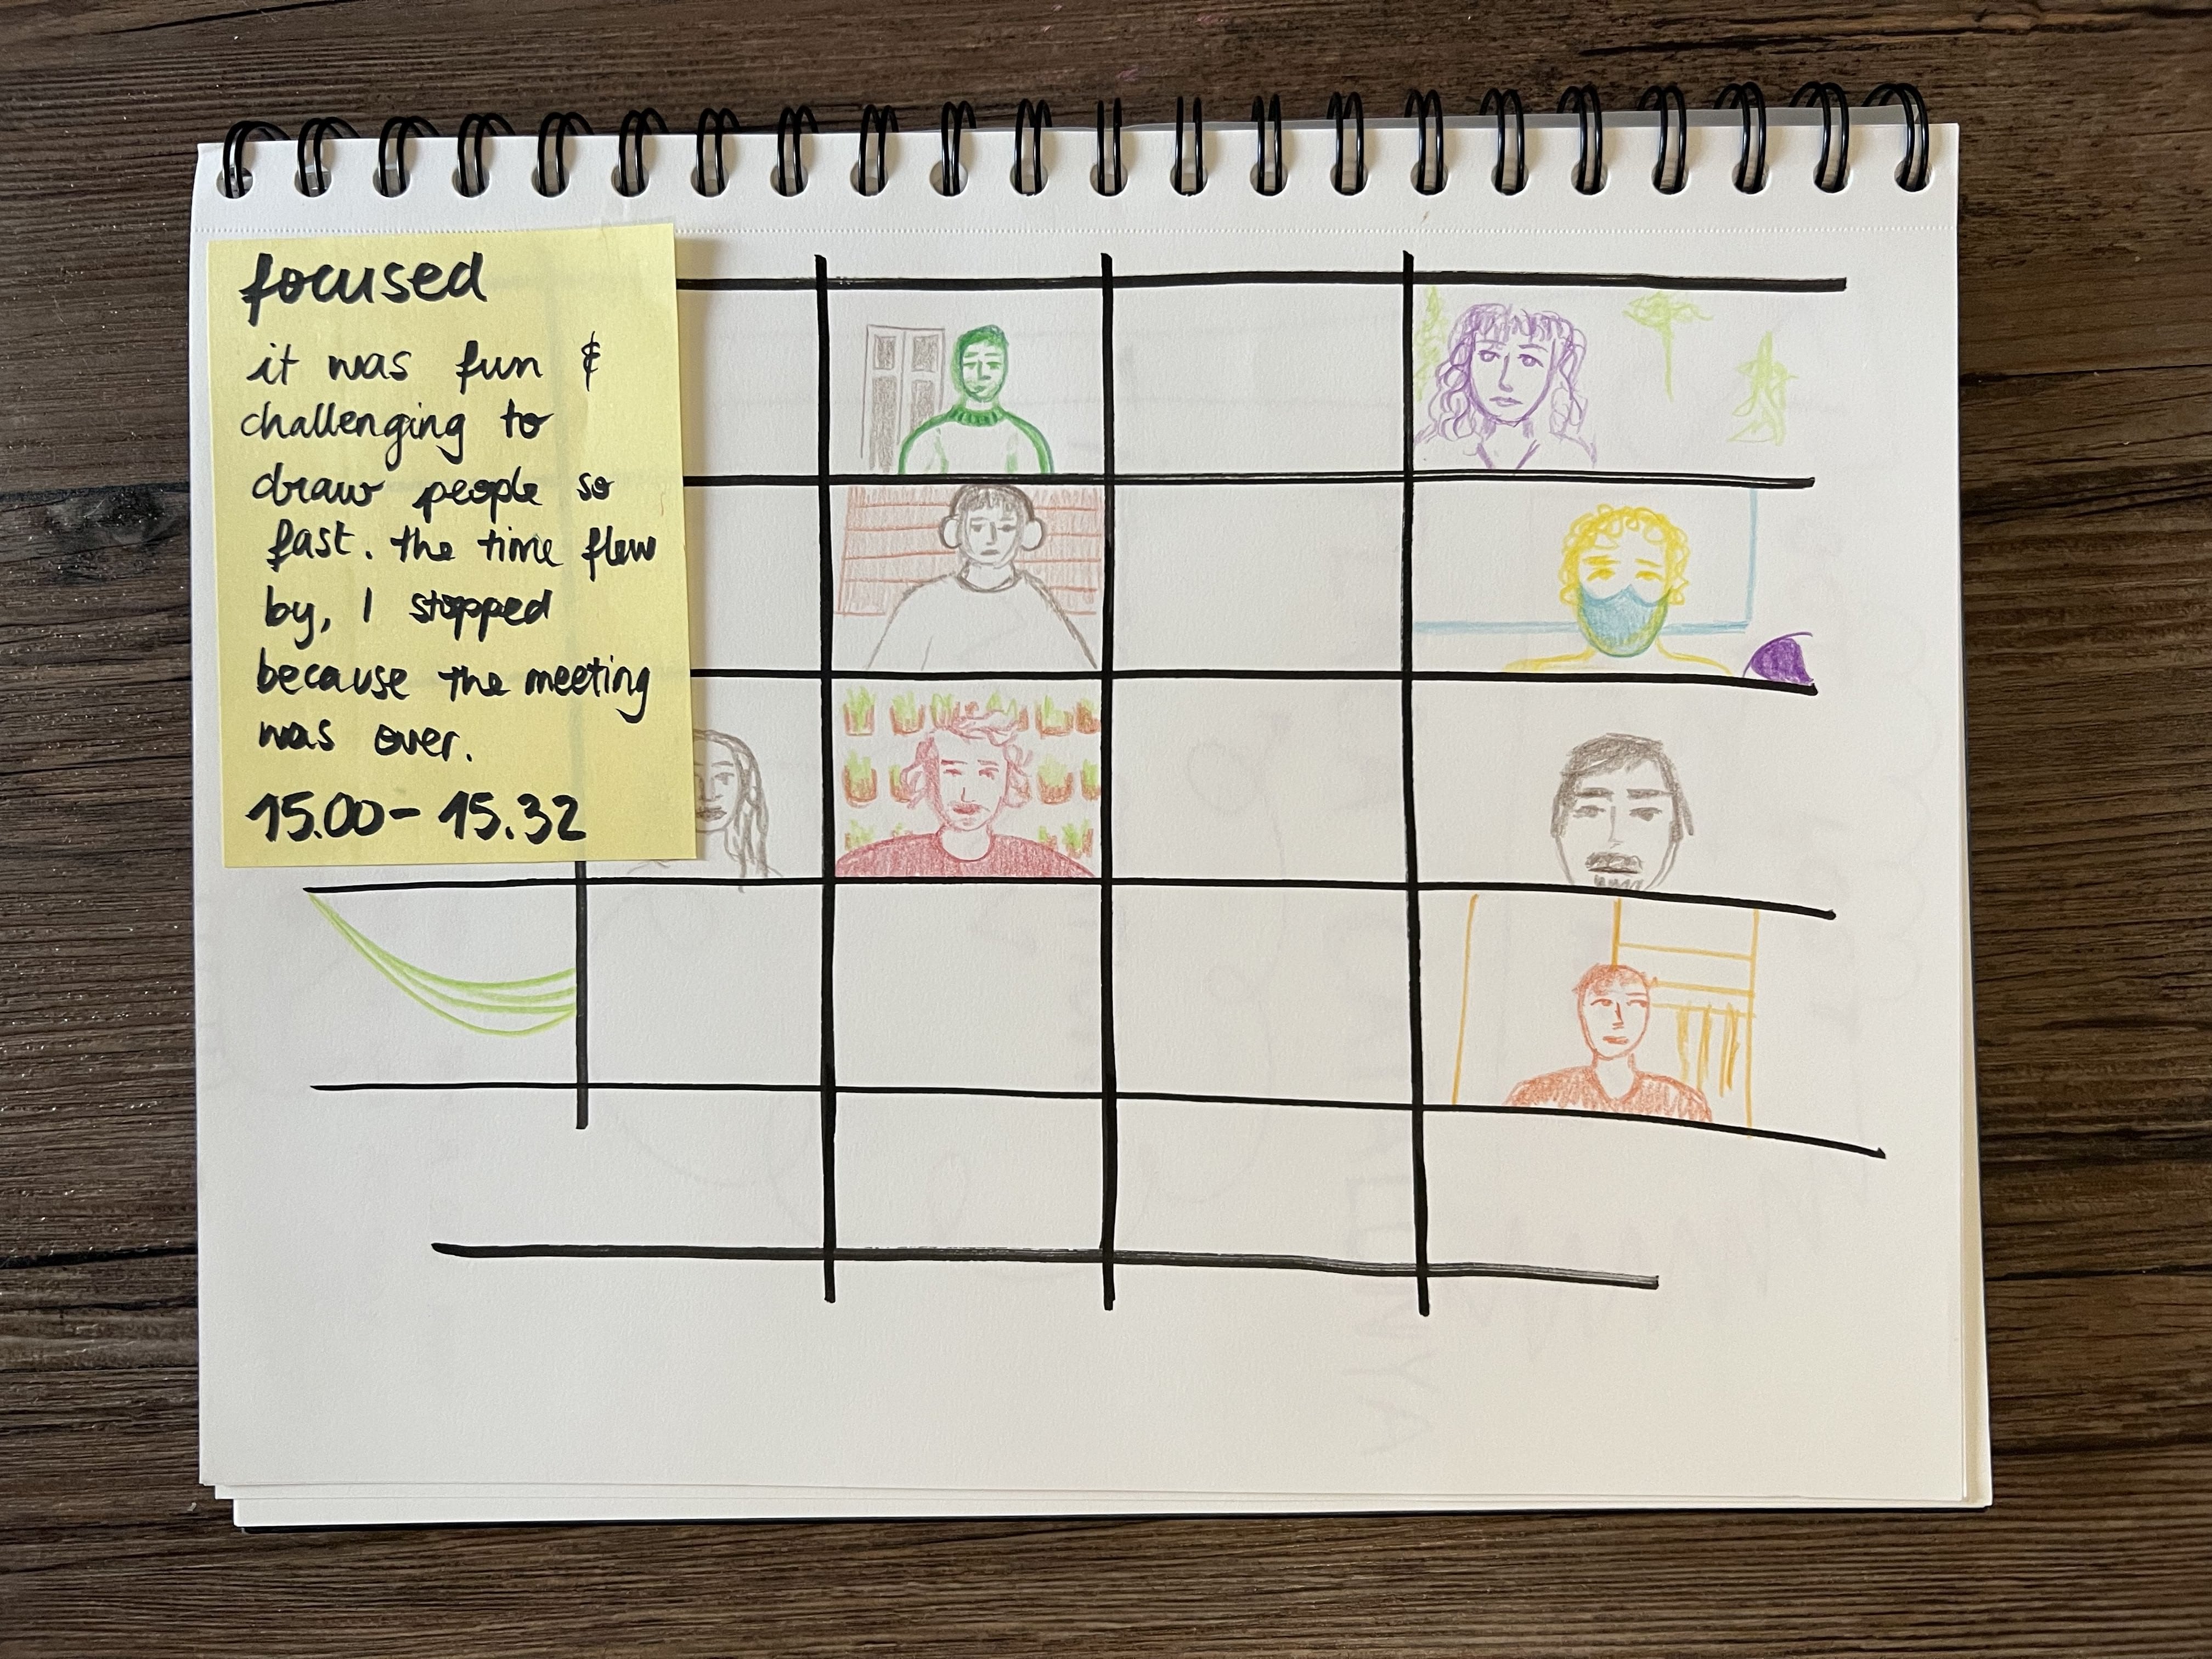 focused
it was fun &
challenging to
draw people so
fast. the time flew
by, I stopped
because the meeting
was over.
15.00 - 15.32